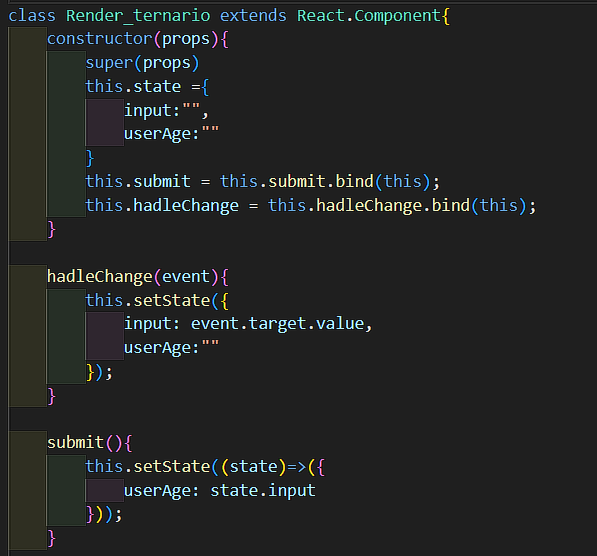 class Render_ternario extends React.Component{
    constructor(props){
        super(props)
        this.state ={
            input:"",
            userAge:""
        }
        this.submit = this.submit.bind(this);
        this.hadleChange = this.hadleChange.bind(this);
    }

    hadleChange(event){
        this.setState({
            input: event.target.value,
            userAge:""
        });
    }

    submit(){
        this.setState((state)=>({
            userAge: state.input
        }));
    }